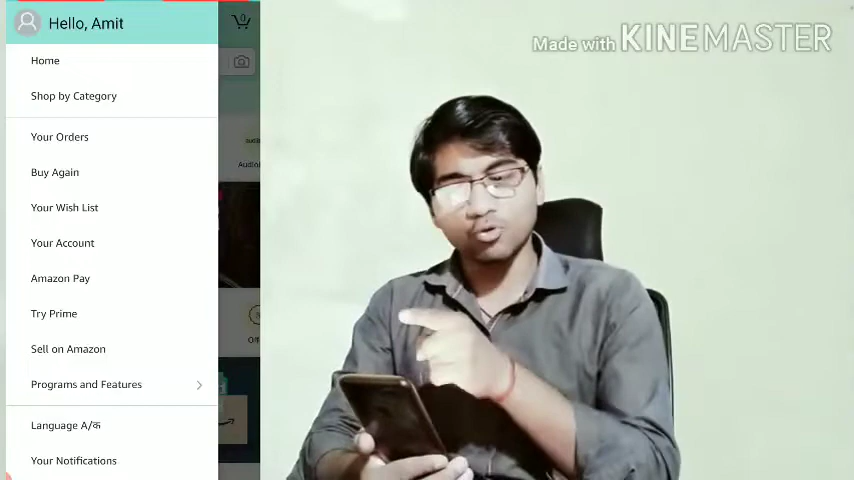 Hello, Amit
0
Home
Shop by Category
Your Orders
Buy Again
Your Wish List
Your Account
Amazon Pay
Try Prime
Sell on Amazon
Programs and Features
Language A/क
Your Notifications
Made with KINEMASTER